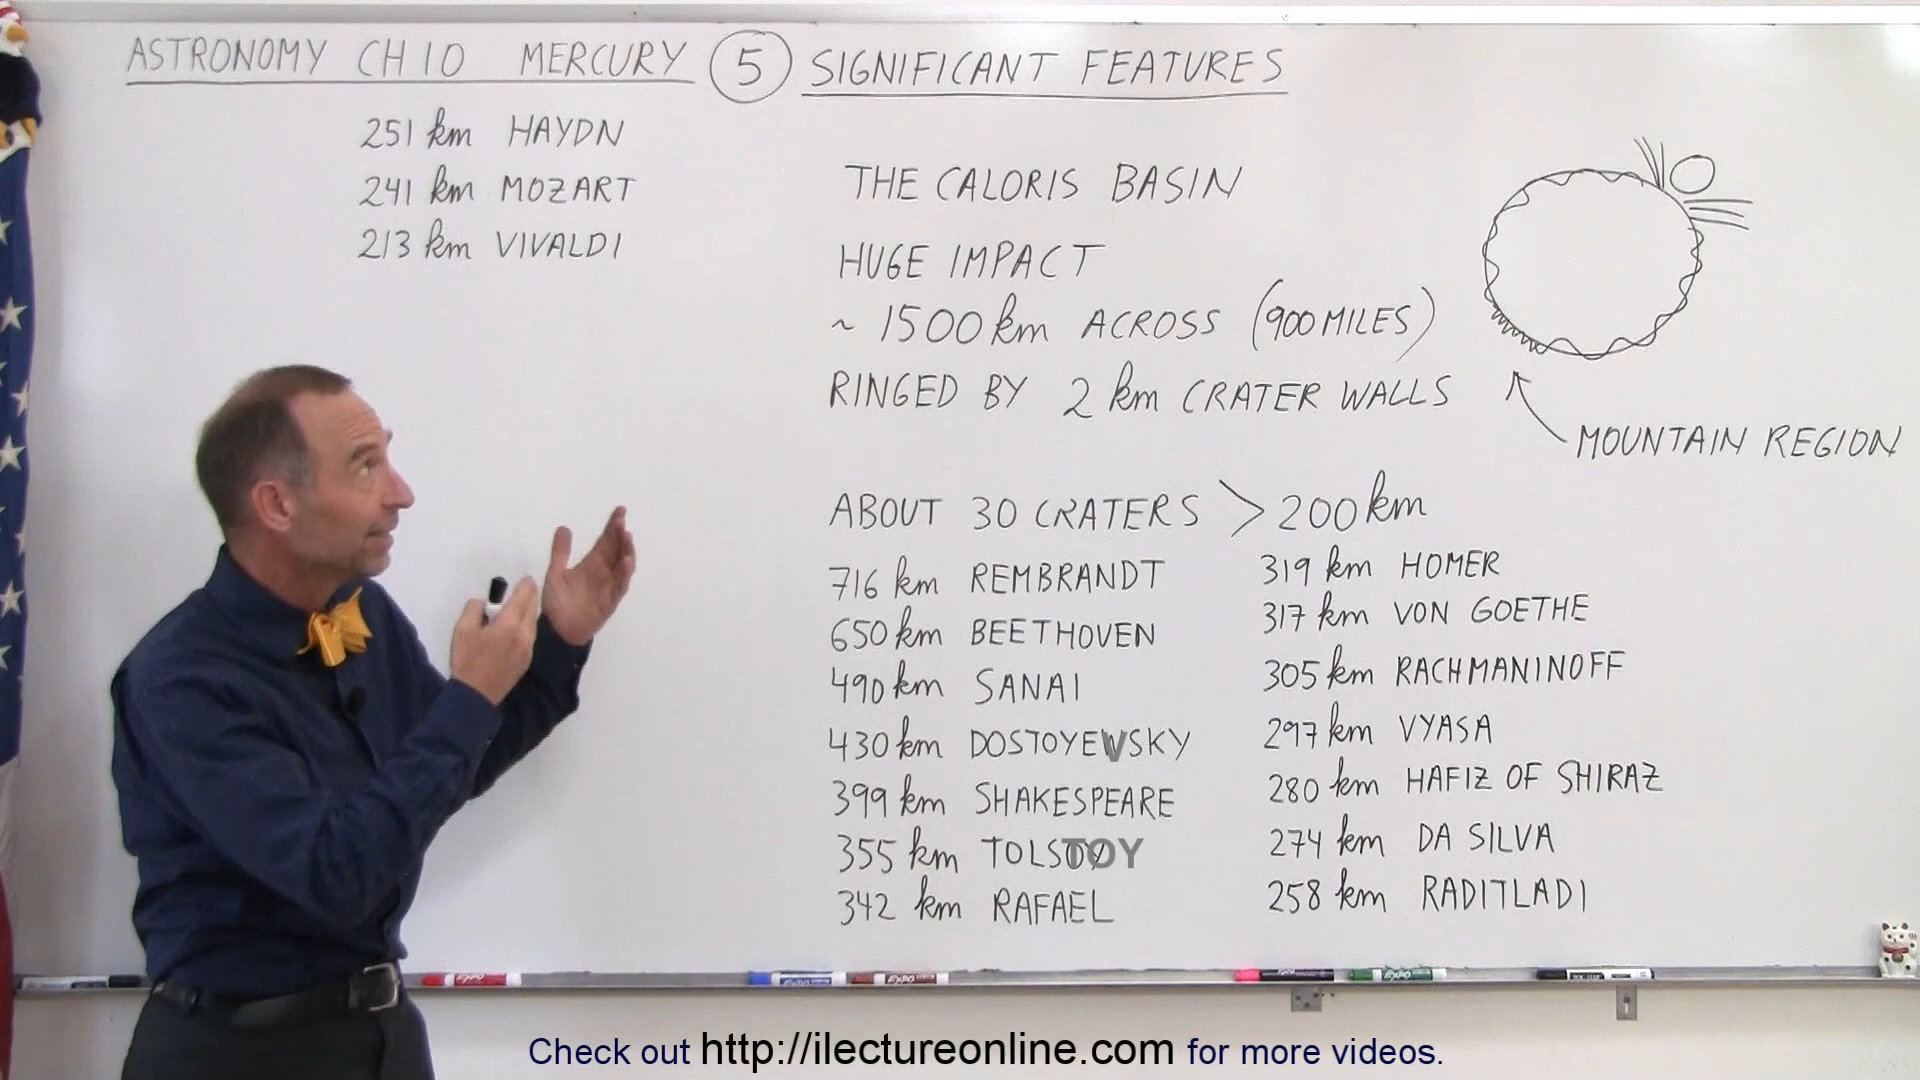 ASTRONOMY CH 10 MERCURY 5 SIGNIFICANT FEATURES
251 km HAYDN
241 km MOZART
213 km VIVALDI
THE CALORIS BASIN
HUGE IMPACT
~ 1500 km ACROSS (900 MILES)
RINGED BY 2 km CRATER WALLS
MOUNTAIN REGION
ABOUT 30 CRATERS > 200 km
716 km REMBRANDT
650 km BEETHOVEN
490 km SANAI
430 km DOSTOYEVSKY
399 km SHAKESPEARE
355 km TOLSTOY
342 km RAFAEL
319 km HOMER
317 km VON GOETHE
305 km RACHMANINOFF
297 km VYASA
280 km HAFIZ OF SHIRAZ
274 km DA SILVA
258 km RADITLADI
Check out http://ilectureonline.com for more videos.